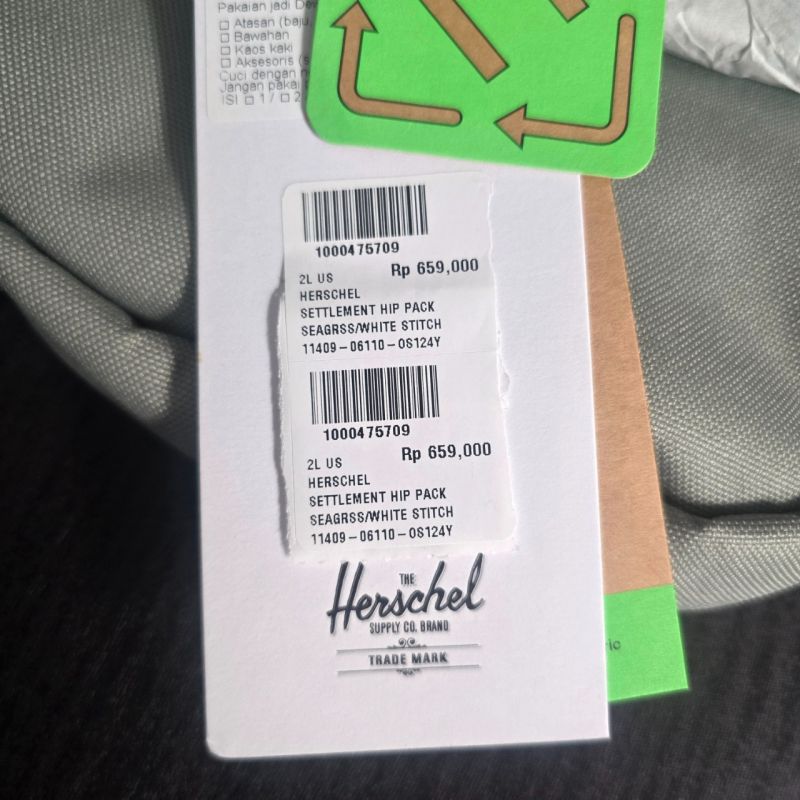 Pakaian jadi
☐ Atasan (baju,
☐ Bawahan
☐ Kaos kaki
☐ Aksesoris (s
Cuci dengan
Jangan pakai
ISI ☐ 1 / ☐ 2
1000475709
Rp 659,000
2L US
HERSCHEL
SETTLEMENT HIP PACK
SEAGRSS/WHITE STITCH
11409-06110-OS124Y
1000475709
Rp 659,000
2L US
HERSCHEL
SETTLEMENT HIP PACK
SEAGRSS/WHITE STITCH
11409-06110-OS124Y
THE
Herschel
SUPPLY CO. BRAND
TRADE MARK
ric